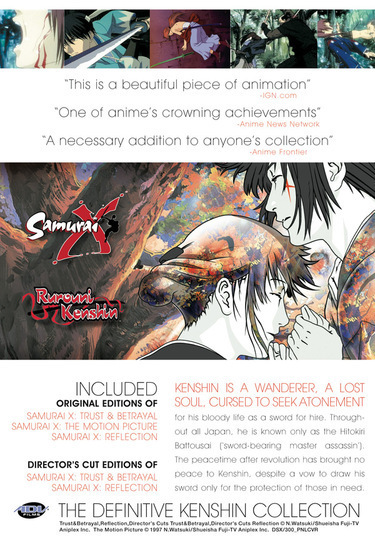 “This is a beautiful piece of animation”
-IGN com
“One of anime’s crowning achievements”
-Anime News Network
“A necessary addition to anyone’s collection”
-Anime Frontier
Samurai X
Rurouni
Kenshin
INCLUDED
ORIGINAL EDITIONS OF
SAMURAI X: TRUST & BETRAYAL
SAMURAI X: THE MOTION PICTURE
SAMURAI X: REFLECTION
DIRECTOR'S CUT EDITIONS OF
SAMURAI X: TRUST & BETRAYAL
SAMURAI X: REFLECTION
KENSHIN IS A WANDERER, A LOST
SOUL, CURSED TO SEEK ATONEMENT
for his bloody life as a sword for hire. Through-
out all Japan, he is known only as the Hitokiri
Battousai (‘sword-bearing master assassin’).
The peacetime after revolution has brought no
peace to Kenshin, despite a vow to draw his
sword only for the protection of those in need.
ADV
FILMS
THE DEFINITIVE KENSHIN COLLECTION
Trust&Betrayal,Reflection,Director's Cuts Trust&Betrayal,Director's Cuts Reflection © N.Watsuki/Shueisha Fuji-TV
Aniplex Inc. The Motion Picture © 1997 N.Watsuki/Shueisha Fuji-TV Aniplex Inc. DSX/300_PNLCVR